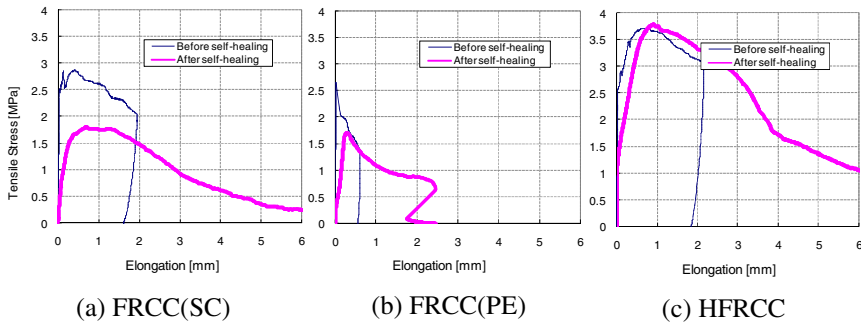 Tensile Stress [MPa]
4
3.5
3
2.5
2
1.5
1
0.5
0
Before self-healing
After self-healing
0 1 2 3 4 5 6
Elongation [mm]
(a) FRCC(SC)
4
3.5
3
2.5
2
1.5
1
0.5
0
Before self-healing
After self-healing
0 1 2 3 4 5 6
Elongation [mm]
(b) FRCC(PE)
4
3.5
3
2.5
2
1.5
1
0.5
0
Before self-healing
After self-healing
0 1 2 3 4 5 6
Elongation [mm]
(c) HFRCC